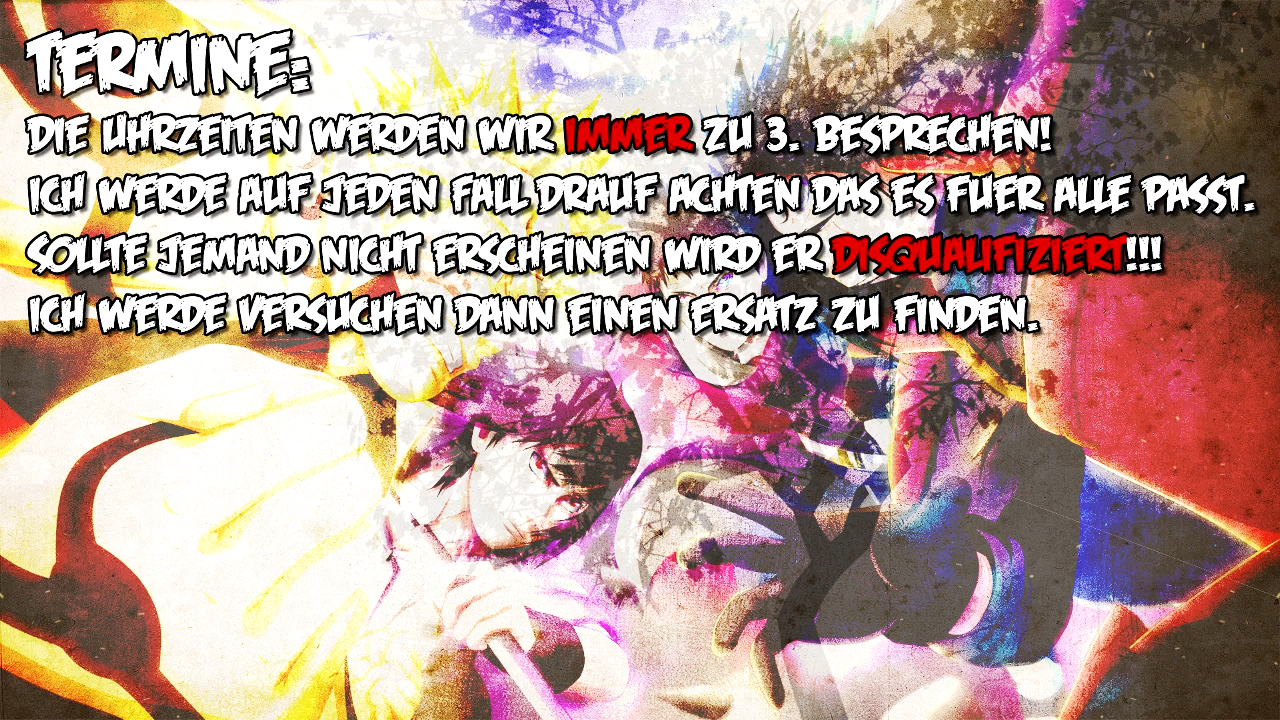 TERMINE:
DIE UHRZEITEN WERDEN WIR IMMER ZU 3. BESPRECHEN!
ICH WERDE AUF JEDEN FALL DRAUF ACHTEN DAS ES FUER ALLE PASST.
SOLLTE JEMAND NICHT ERSCHEINEN WIRD ER DISQUALIFIZIERT!!!
ICH WERDE VERSUCHEN DANN EINEN ERSATZ ZU FINDEN.